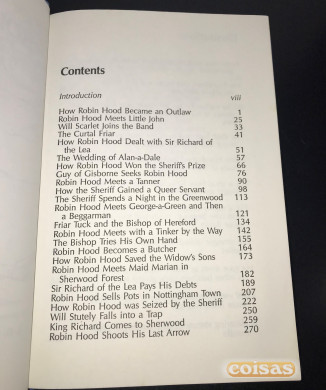 Contents
Introduction viii
How Robin Hood Became an Outlaw 1
Robin Hood Meets Little John 25
Will Scarlet Joins the Band 33
The Curtal Friar 41
How Robin Hood Dealt with Sir Richard of
the Lea 51
The Wedding of Alan-a-Dale 57
How Robin Hood Won the Sheriff's Prize 66
Guy of Gisborne Seeks Robin Hood 76
Robin Hood Meets a Tanner 90
How the Sheriff Gained a Queer Servant 98
The Sheriff Spends a Night in the Greenwood 113
Robin Hood Meets George-a-Green and Then
a Beggarman 121
Friar Tuck and the Bishop of Hereford 134
Robin Hood Meets with a Tinker by the Way 142
The Bishop Tries His Own Hand 155
Robin Hood Becomes a Butcher 164
How Robin Hood Saved the Widow's Sons 173
Robin Hood Meets Maid Marian in
Sherwood Forest 182
Sir Richard of the Lea Pays His Debts 189
Robin Hood Sells Pots in Nottingham Town 207
How Robin Hood was Seized by the Sheriff 222
Will Stutely Falls into a Trap 250
King Richard Comes to Sherwood 259
Robin Hood Shoots His Last Arrow 270
coisas